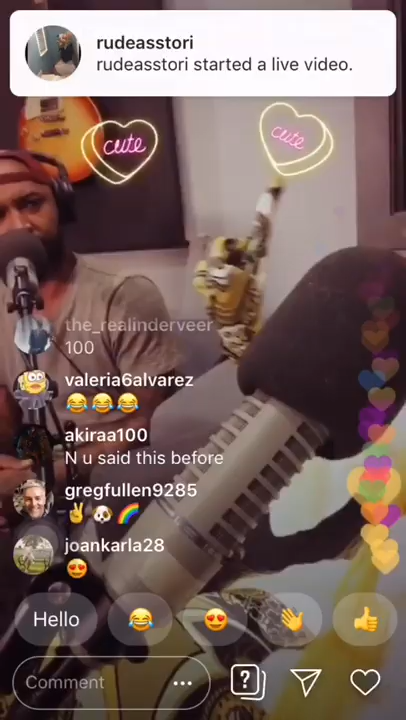 rudeasstori
rudeasstori started a live video.
cute
cute
the_realinderveer
100
valeria6alvarez
😂😂😂
akiraa100
N u said this before
gregfullen9285
✌️🐶🌈
joankarla28
😍
Hello 😂 😍 👋 👍
Comment